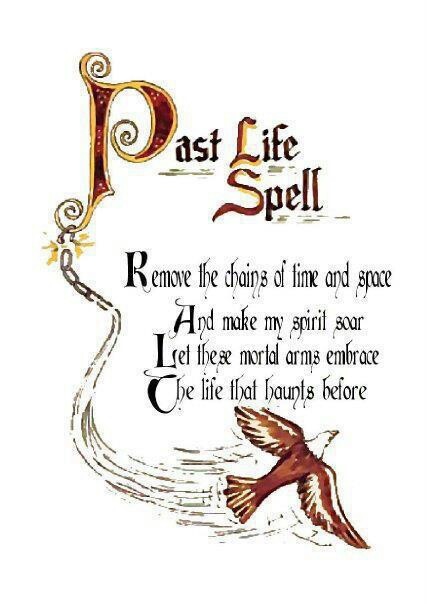 Past Life
Spell
Remove the chains of time and space
And make my spirit soar
Let these mortal arms embrace
The life that haunts before